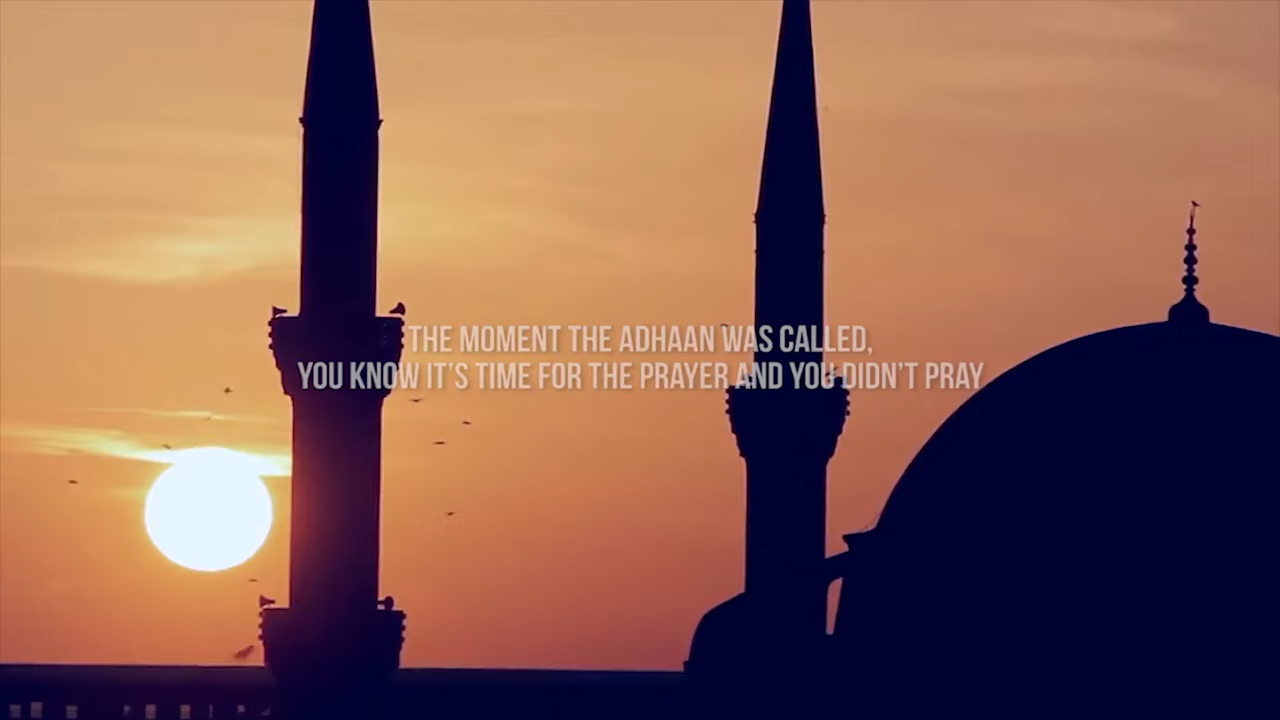 THE MOMENT THE ADHAAN WAS CALLED,
YOU KNOW IT'S TIME FOR THE PRAYER AND YOU DIDN'T PRAY